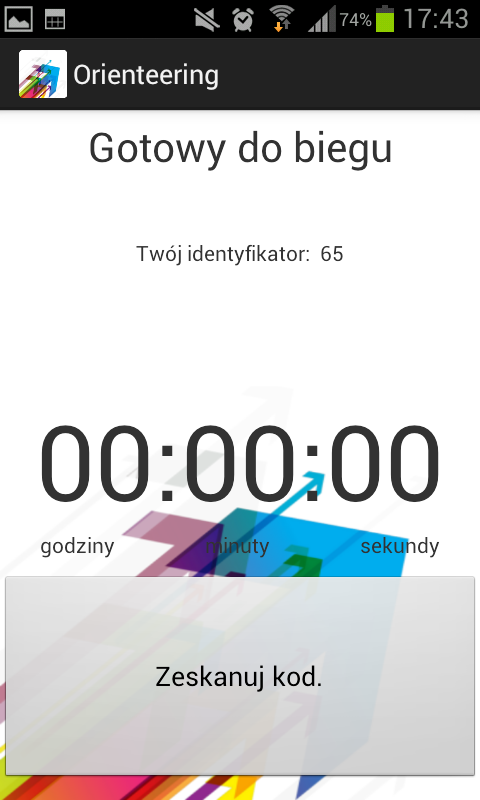 74% 17:43
Orienteering
Gotowy do biegu
Twój identyfikator: 65
00:00:00
godziny minuty sekundy
Zeskanuj kod.